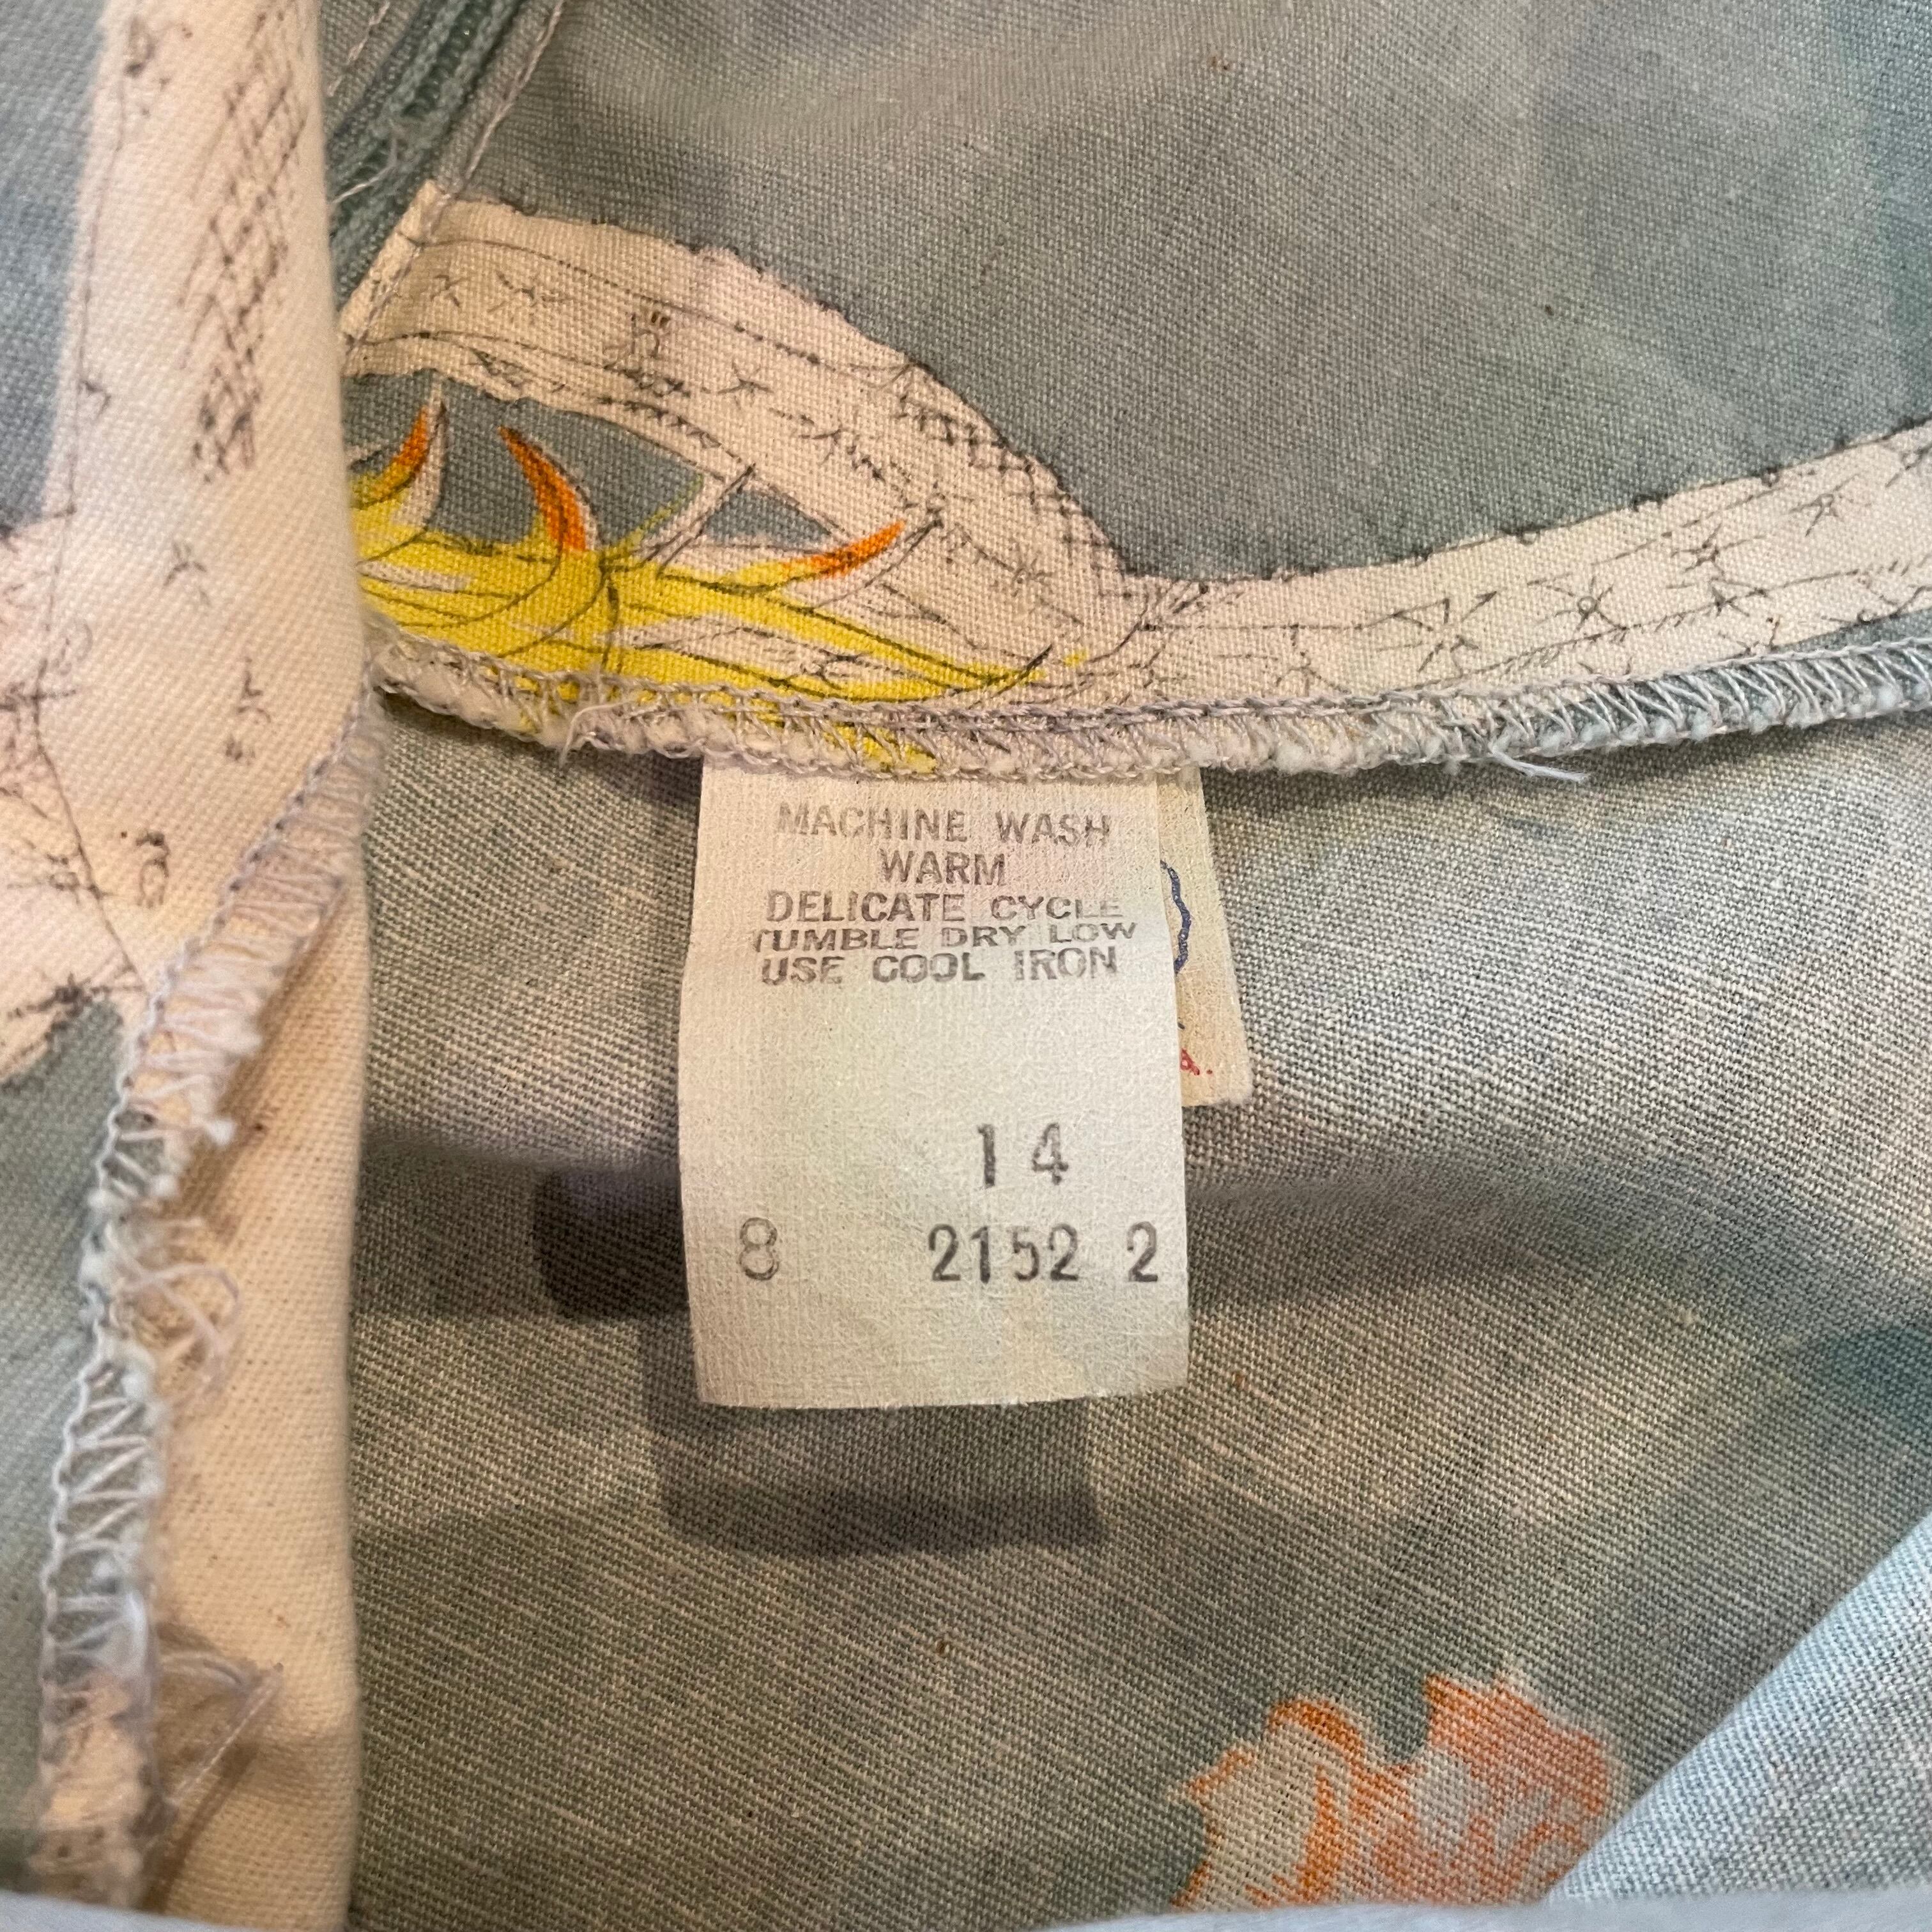 MACHINE WASH
WARM
DELICATE CYCLE
TUMBLE DRY LOW
USE COOL IRON
14
8 2152 2